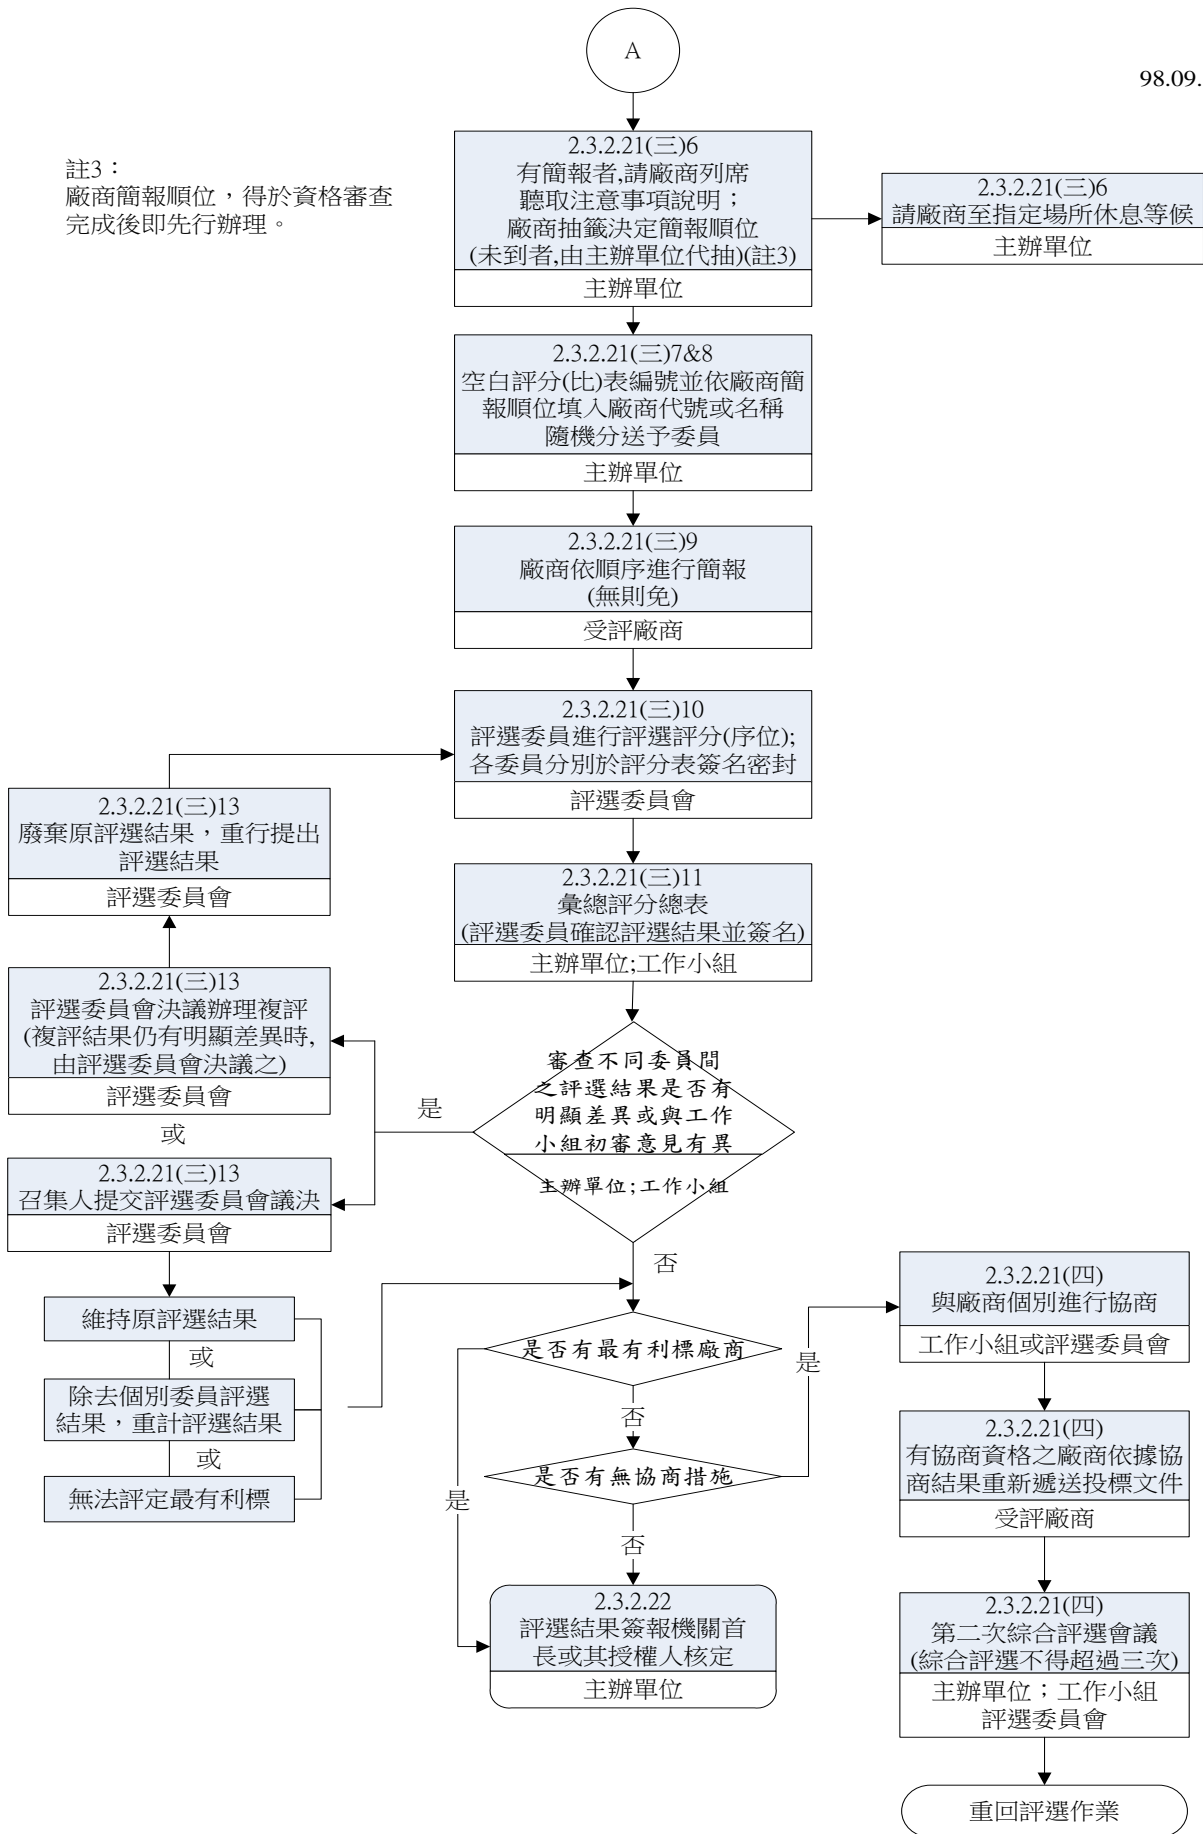 A
98.09.
註3：
廠商簡報順位，得於資格審查
完成後即先行辦理。
2.3.2.21(三)6
有簡報者,請廠商列席
聽取注意事項說明；
廠商抽籤決定簡報順位
(未到者,由主辦單位代抽)(註3)
主辦單位
2.3.2.21(三)6
請廠商至指定場所休息等候
主辦單位
2.3.2.21(三)7&8
空白評分(比)表編號並依廠商簡
報順位填入廠商代號或名稱
隨機分送予委員
主辦單位
2.3.2.21(三)9
廠商依順序進行簡報
(無則免)
受評廠商
2.3.2.21(三)10
評選委員進行評選評分(序位);
各委員分別於評分表簽名密封
評選委員會
2.3.2.21(三)13
廢棄原評選結果，重行提出
評選結果
評選委員會
2.3.2.21(三)11
彙總評分總表
(評選委員確認評選結果並簽名)
主辦單位;工作小組
2.3.2.21(三)13
評選委員會決議辦理複評
(複評結果仍有明顯差異時,
由評選委員會決議之)
評選委員會
或
審查不同委員間
之評選結果是否有
明顯差異或與工作
小組初審意見有異
主辦單位;工作小組
是
2.3.2.21(三)13
召集人提交評選委員會議決
評選委員會
否
維持原評選結果
或
除去個別委員評選
結果，重計評選結果
或
無法評定最有利標
是否有最有利標廠商
是
否
是否有無協商措施
是
否
2.3.2.22
評選結果簽報機關首
長或其授權人核定
主辦單位
2.3.2.21(四)
與廠商個別進行協商
工作小組或評選委員會
2.3.2.21(四)
有協商資格之廠商依據協
商結果重新遞送投標文件
受評廠商
2.3.2.21(四)
第二次綜合評選會議
(綜合評選不得超過三次)
主辦單位；工作小組
評選委員會
重回評選作業